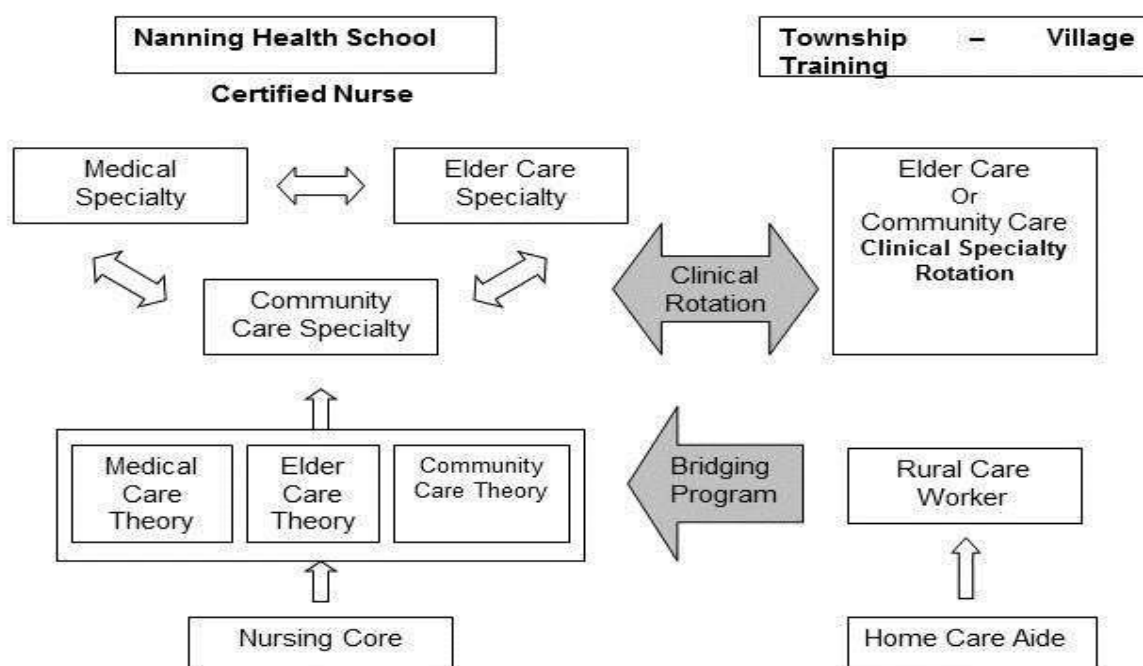 Nanning Health School
Township – Village
Training
Certified Nurse
Medical
Specialty
Elder Care
Specialty
Community
Care Specialty
Clinical
Rotation
Elder Care
Or
Community Care
Clinical Specialty
Rotation
Medical
Care
Theory
Elder
Care
Theory
Community
Care Theory
Bridging
Program
Rural Care
Worker
Nursing Core
Home Care Aide